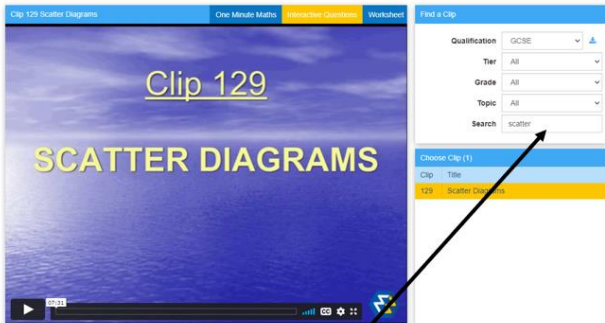 Clip 129 Scatter Diagrams
One Minute Maths
Interactive Questions
Worksheet
Clip 129
SCATTER DIAGRAMS
07:31
CC
Find a Clip
Qualification GCSE
Tier All
Grade All
Topic All
Search scatter
Choose Clip (1)
Clip Title
129 Scatter Diagrams